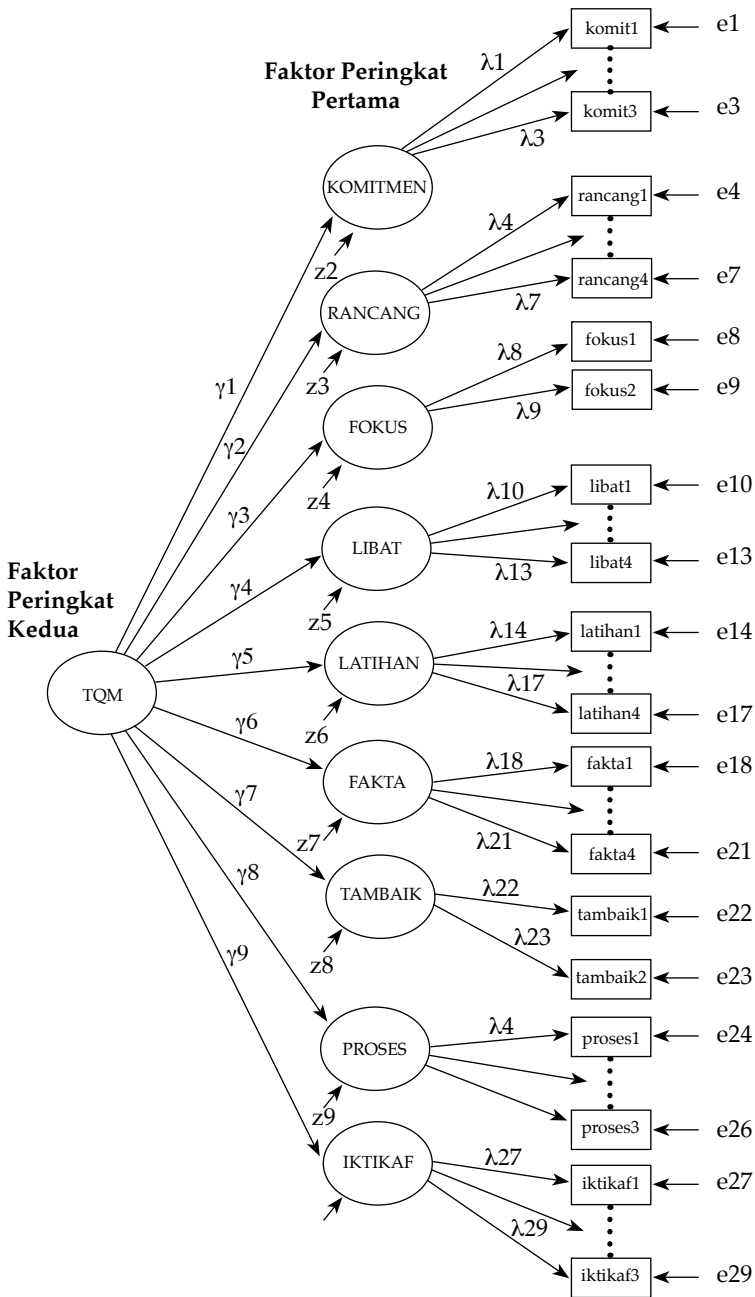 komit1
e1
λ1
Faktor Peringkat
Pertama
komit3
e3
λ3
KOMITMEN
rancang1
e4
λ4
z2
rancang4
e7
λ7
RANCANG
fokus1
e8
λ8
γ1
z3
fokus2
e9
λ9
γ2
FOKUS
γ3
z4
libat1
e10
λ10
LIBAT
libat4
e13
λ13
Faktor
Peringkat
Kedua
γ4
z5
latihan1
e14
λ14
γ5
LATIHAN
λ17
TQM
latihan4
e17
γ6
z6
fakta1
e18
λ18
FAKTA
γ7
z7
λ21
fakta4
e21
γ8
TAMBAIK
λ22
tambaik1
e22
γ9
z8
λ23
tambaik2
e23
λ4
proses1
e24
PROSES
z9
proses3
e26
IKTIKAF
λ27
iktikaf1
e27
λ29
iktikaf3
e29